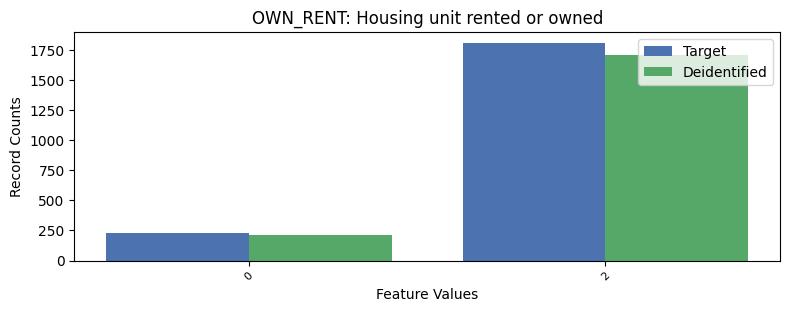 OWN_RENT: Housing unit rented or owned
Target
Deidentified
Record Counts
1750
1500
1250
1000
750
500
250
0
0
2
Feature Values